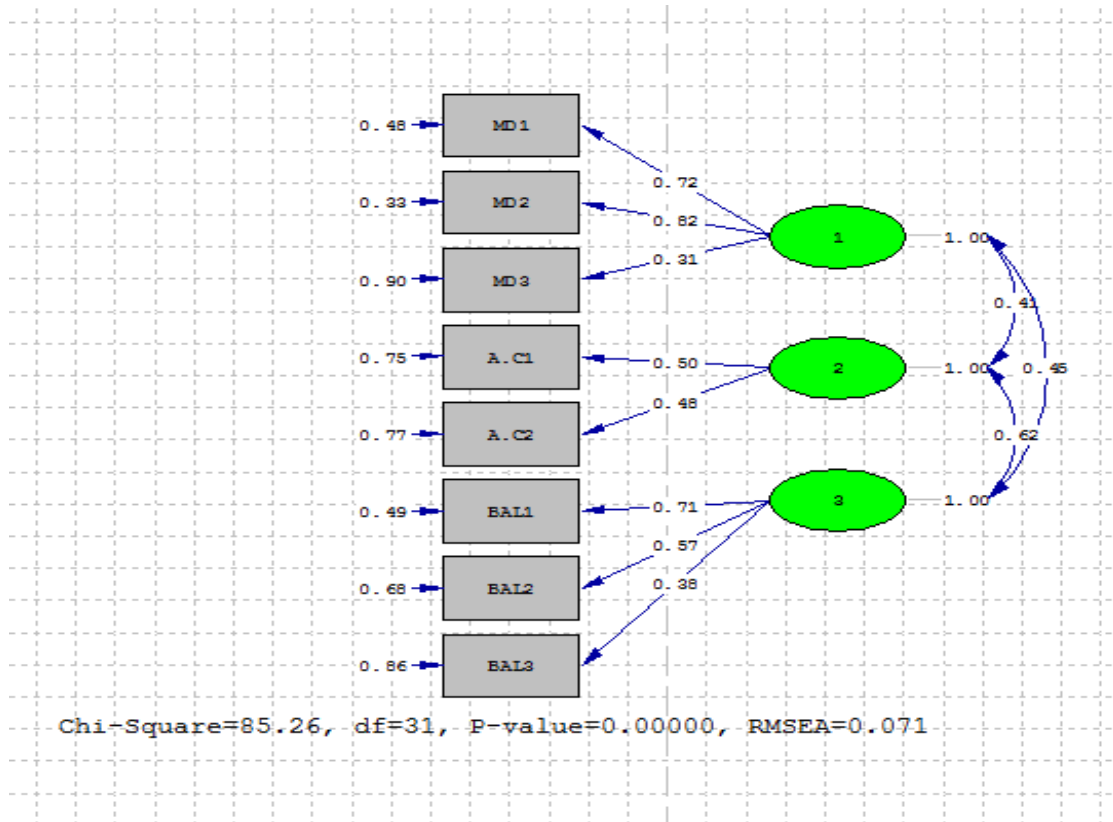 0.48 MD1
0.72
0.33 MD2
0.82
1 1.00
0.31
0.90 MD3
0.41
0.75 A.C1
0.50
2 1.00 0.45
0.48
0.77 A.C2
0.62
0.49 BAL1
0.71
3 1.00
0.57
0.68 BAL2
0.38
0.86 BAL3
Chi-Square=85.26, df=31, P-value=0.00000, RMSEA=0.071